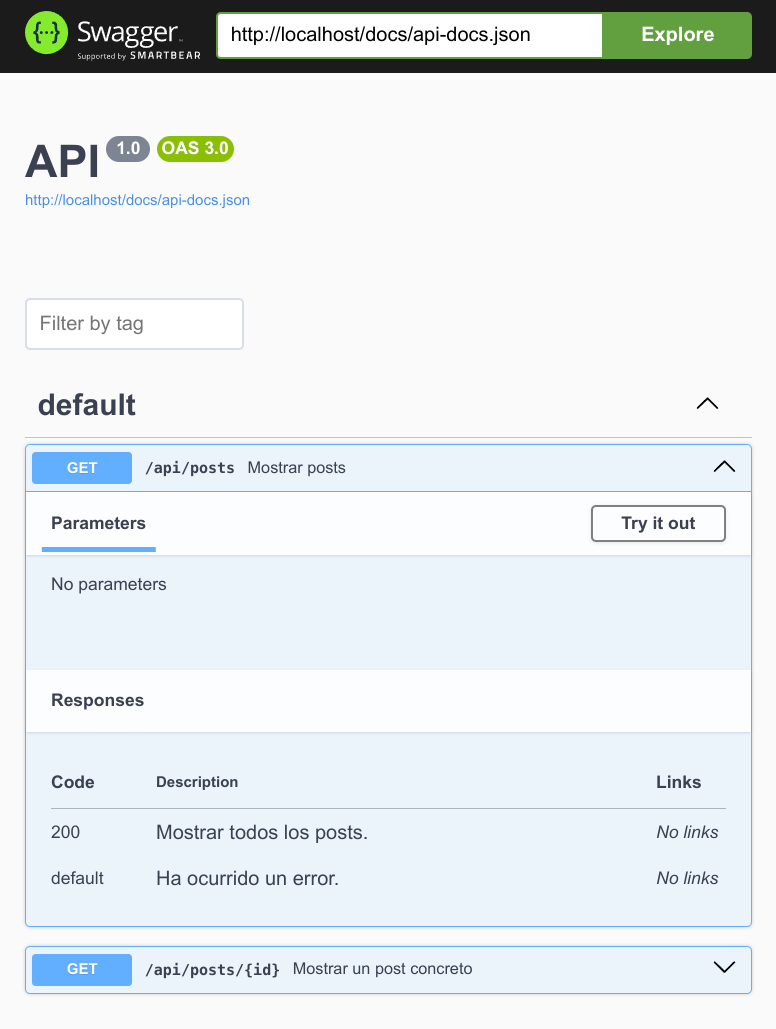 {···} Swagger™
Supported by SMARTBEAR
http://localhost/docs/api-docs.json
Explore
API 1.0 OAS 3.0
http://localhost/docs/api-docs.json
Filter by tag
default
GET /api/posts Mostrar posts
Parameters
Try it out
No parameters
Responses
Code Description Links
200 Mostrar todos los posts. No links
default Ha ocurrido un error. No links
GET /api/posts/{id} Mostrar un post concreto